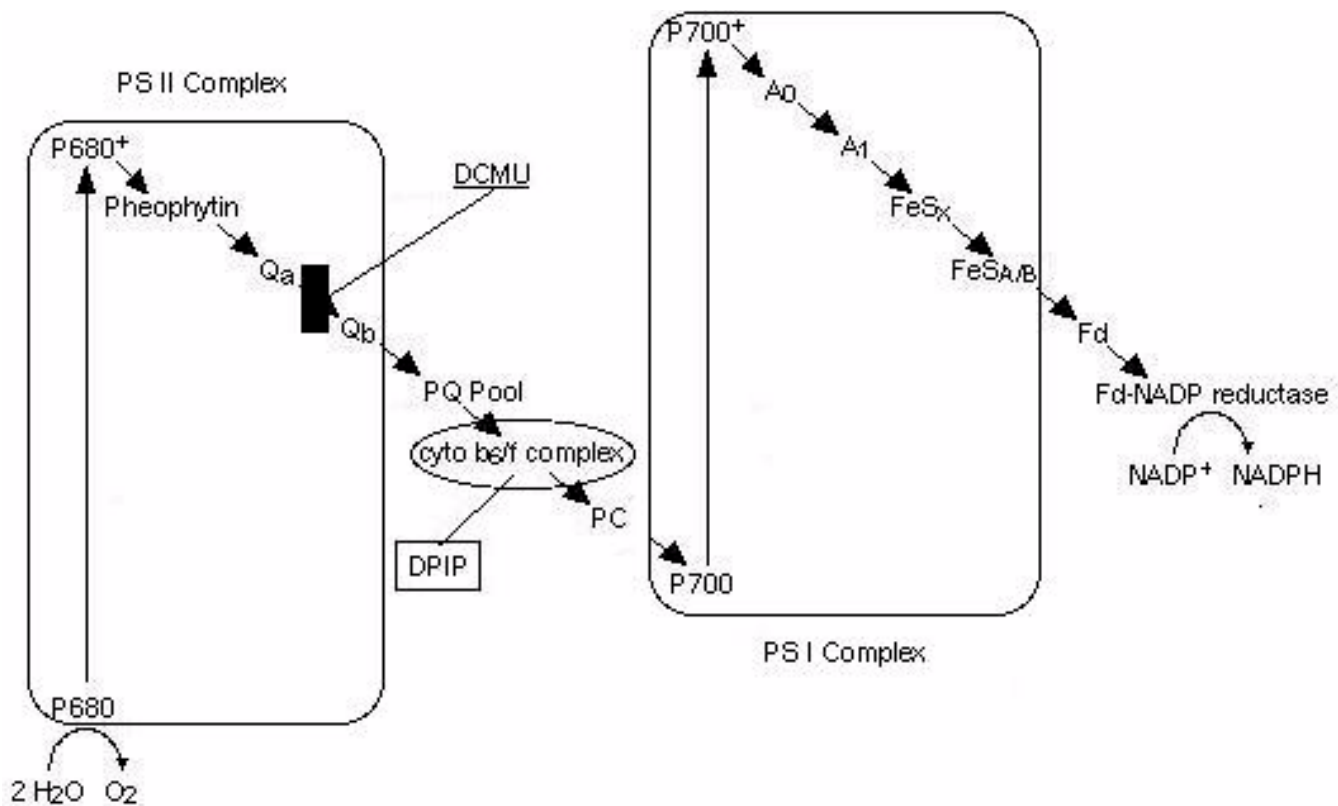 PS II Complex
P680+
Pheophytin
Qa
Qb
DCMU
PQ Pool
cyto b6/f complex
DPIP
PC
P680
2 H2O O2
P700+
A0
A1
FeSX
FeSA/B
P700
PS I Complex
Fd
Fd-NADP reductase
NADP+ NADPH